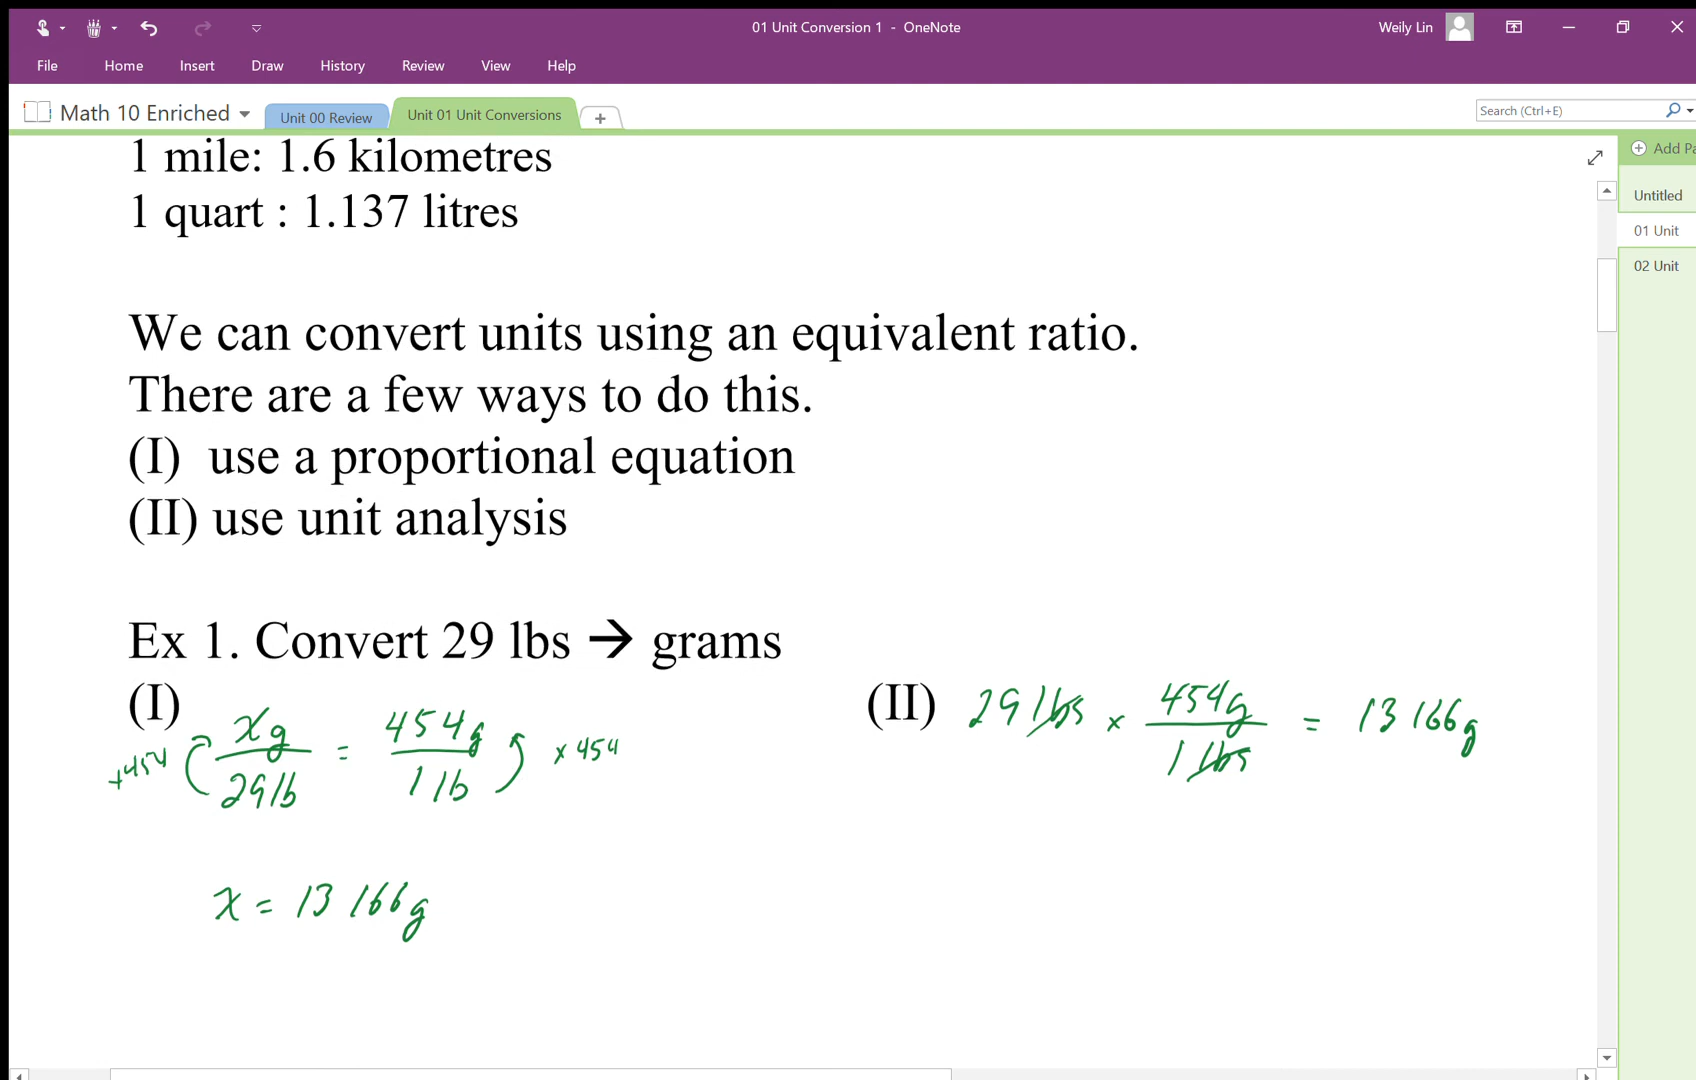 01 Unit Conversion 1 - OneNote
Weily Lin
File Home Insert Draw History Review View Help
Math 10 Enriched
Unit 00 Review
Unit 01 Unit Conversions
+
Search (Ctrl+E)
Add Pa
Untitled
01 Unit
02 Unit
1 mile: 1.6 kilometres
1 quart : 1.137 litres
We can convert units using an equivalent ratio.
There are a few ways to do this.
(I) use a proportional equation
(II) use unit analysis
Ex 1. Convert 29 lbs → grams
(I)
×454 ( xg / 29lb = 454g / 1 lb ) ×454
x = 13 166g
(II) 29 lbs × 454g / 1 lbs = 13 166g